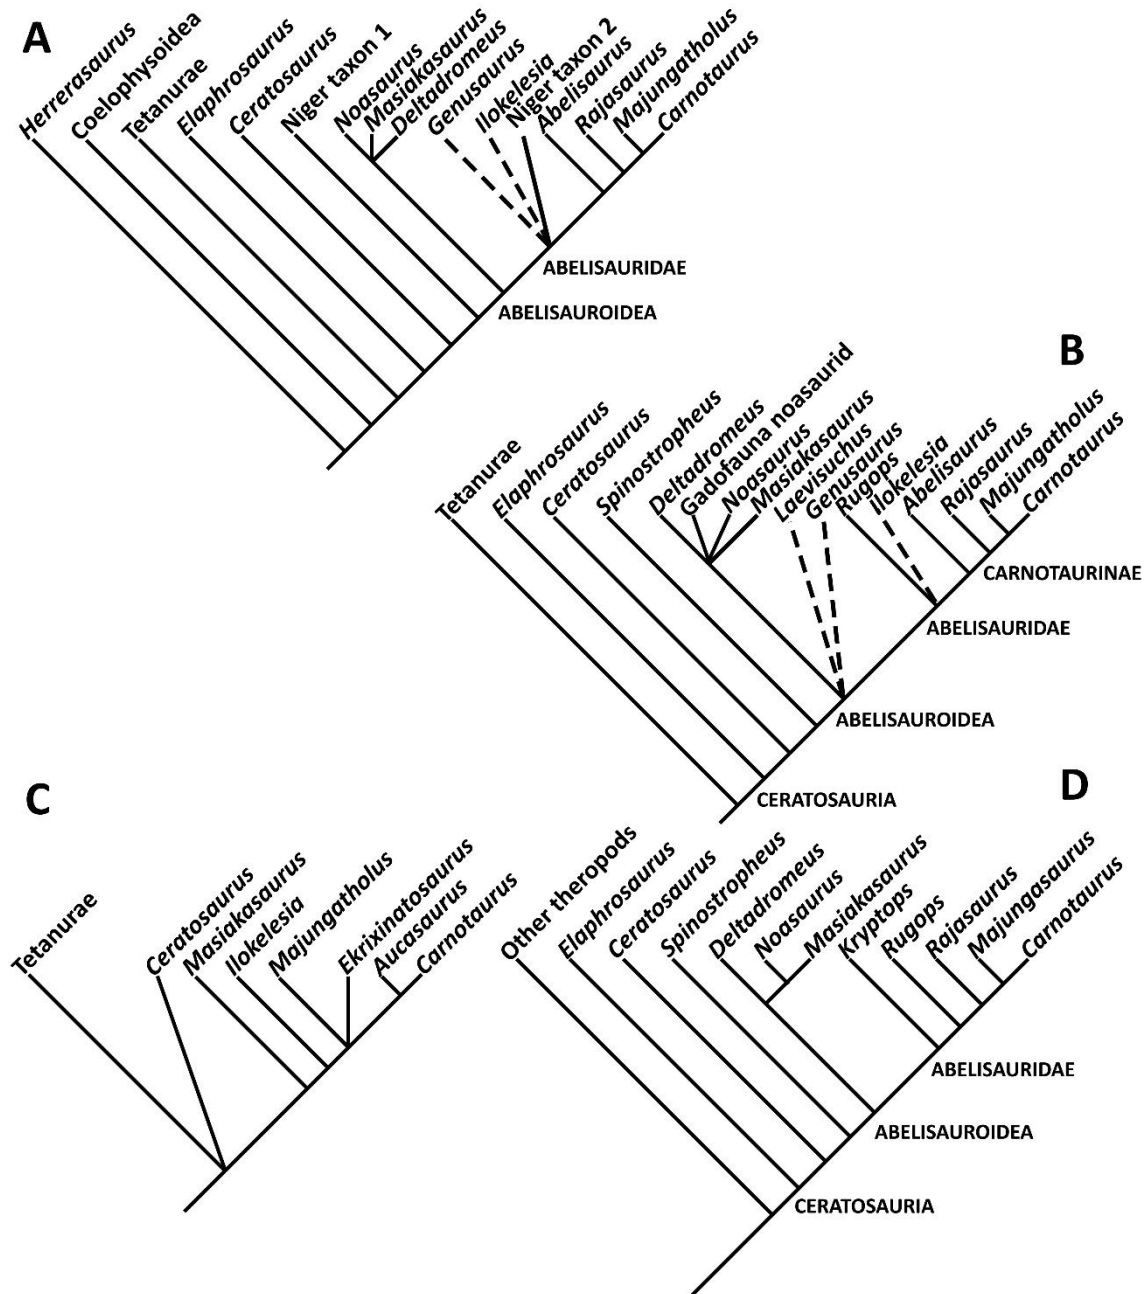 A
Herrerasaurus
Coelophysoidea
Tetanurae
Elaphrosaurus
Ceratosaurus
Niger taxon 1
Noasaurus
Masiakasaurus
Deltadromeus
Genusaurus
Ilokelesia
Niger taxon 2
Abelisaurus
Rajasaurus
Majungatholus
Carnotaurus
ABELISAURIDAE
ABELISAUROIDEA
B
Tetanurae
Elaphrosaurus
Ceratosaurus
Spinostropheus
Deltadromeus
Gadofauna noasaurid
Noasaurus
Masiakasaurus
Laevisuchus
Genusaurus
Rugops
Ilokelesia
Abelisaurus
Rajasaurus
Majungatholus
Carnotaurus
CARNOTAURINAE
ABELISAURIDAE
ABELISAUROIDEA
CERATOSAURIA
C
Tetanurae
Ceratosaurus
Masiakasaurus
Ilokelesia
Majungatholus
Ekrixinatosaurus
Aucasaurus
Carnotaurus
D
Other theropods
Elaphrosaurus
Ceratosaurus
Spinostropheus
Deltadromeus
Noasaurus
Masiakasaurus
Kryptops
Rugops
Rajasaurus
Majungasaurus
Carnotaurus
ABELISAURIDAE
ABELISAUROIDEA
CERATOSAURIA